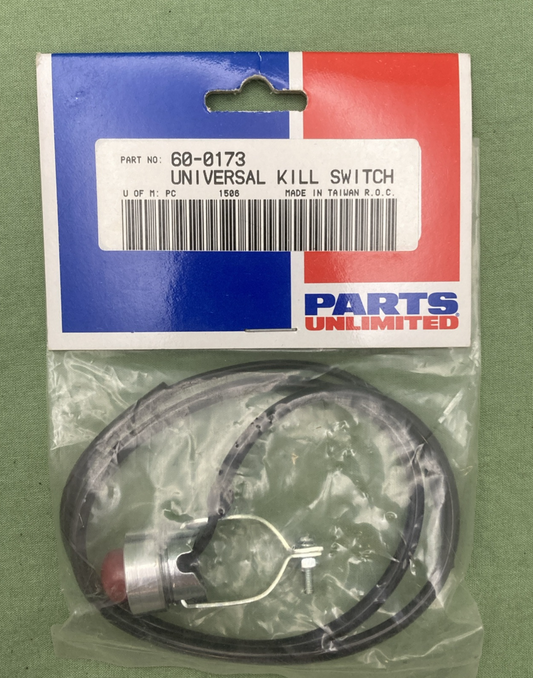 PART NO: 60-0173
UNIVERSAL KILL SWITCH
U OF M: PC 1506 MADE IN TAIWAN R.O.C.
PARTS
UNLIMITED®